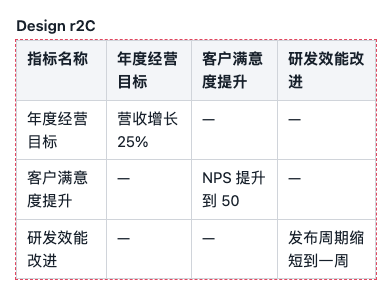 Design r2C
指标名称 年度经营 客户满意 研发效能改
目标 度提升 进
年度经营 营收增长 — —
目标 25%
客户满意 — NPS 提升 —
度提升 到 50
研发效能 — — 发布周期缩
改进 短到一周